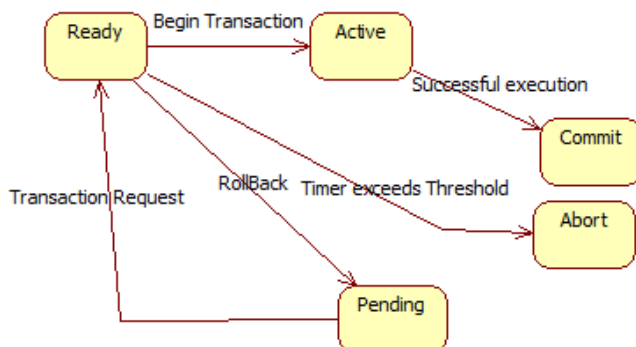 Begin Transaction
Ready
Active
Successful execution
Commit
Transaction Request
RollBack
Timer exceeds Threshold
Abort
Pending